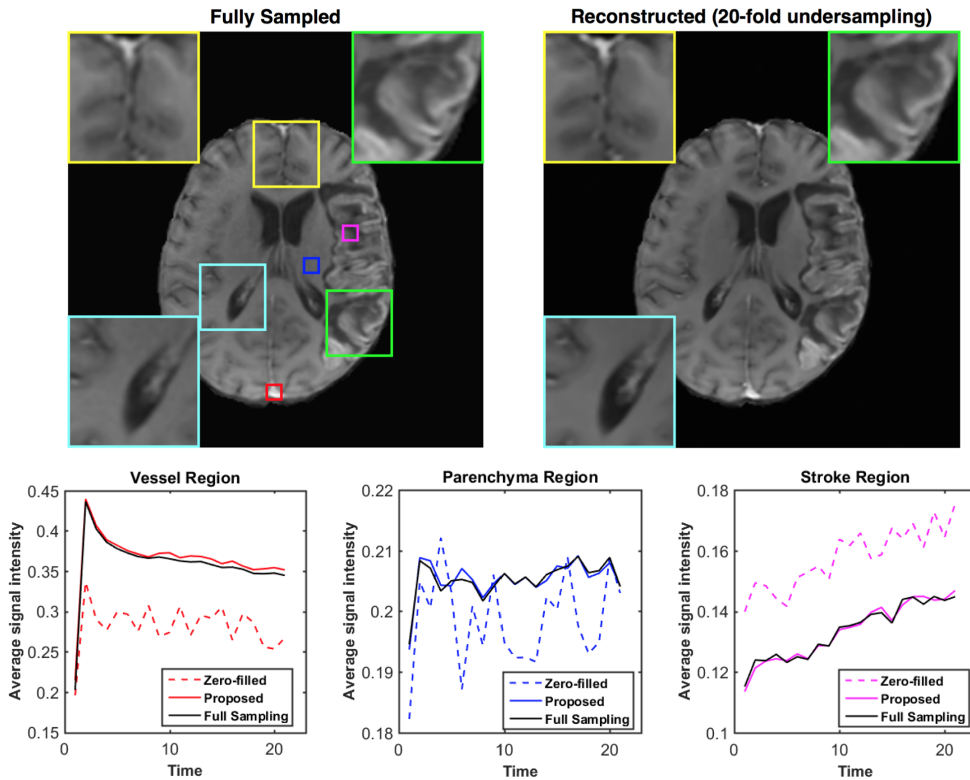 Fully Sampled
Reconstructed (20-fold undersampling)
Vessel Region
Average signal intensity
0.45
0.4
0.35
0.3
0.25
0.2
0.15
0
10
20
Time
Zero-filled
Proposed
Full Sampling
Parenchyma Region
Average signal intensity
0.22
0.21
0.2
0.19
0.18
0
10
20
Time
Zero-filled
Proposed
Full Sampling
Stroke Region
Average signal intensity
0.18
0.16
0.14
0.12
0.1
0
10
20
Time
Zero-filled
Proposed
Full Sampling